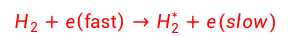 H₂ + e(fast) → H₂* + e(slow)